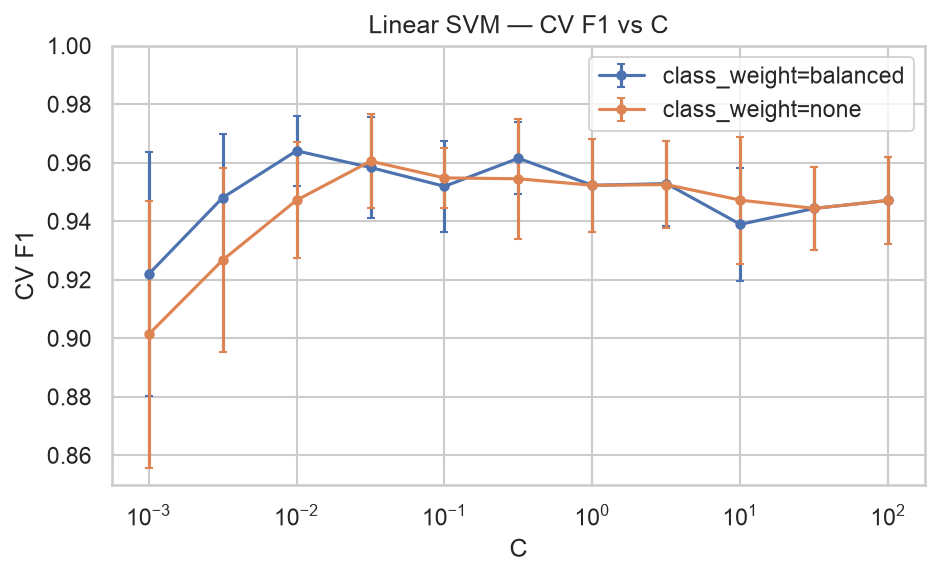 Linear SVM — CV F1 vs C
1.00
0.98
0.96
0.94
0.92
0.90
0.88
0.86
CV F1
class_weight=balanced
class_weight=none
10⁻³ 10⁻² 10⁻¹ 10⁰ 10¹ 10²
C